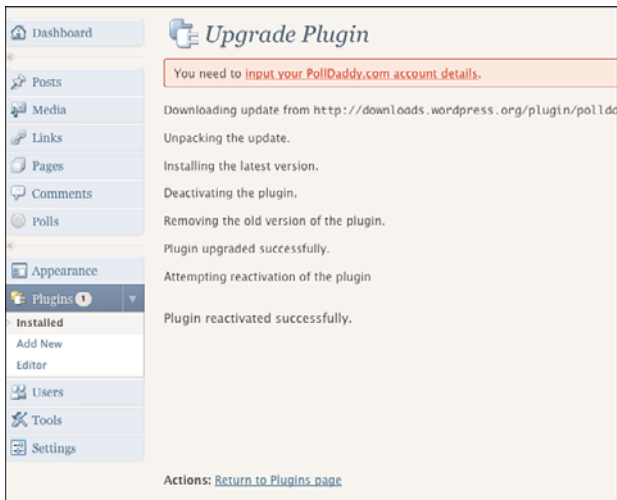 Dashboard
Posts
Media
Links
Pages
Comments
Polls
Appearance
Plugins 1
Installed
Add New
Editor
Users
Tools
Settings
Upgrade Plugin
You need to input your PollDaddy.com account details.
Downloading update from http://downloads.wordpress.org/plugin/polldd
Unpacking the update.
Installing the latest version.
Deactivating the plugin.
Removing the old version of the plugin.
Plugin upgraded successfully.
Attempting reactivation of the plugin
Plugin reactivated successfully.
Actions: Return to Plugins page